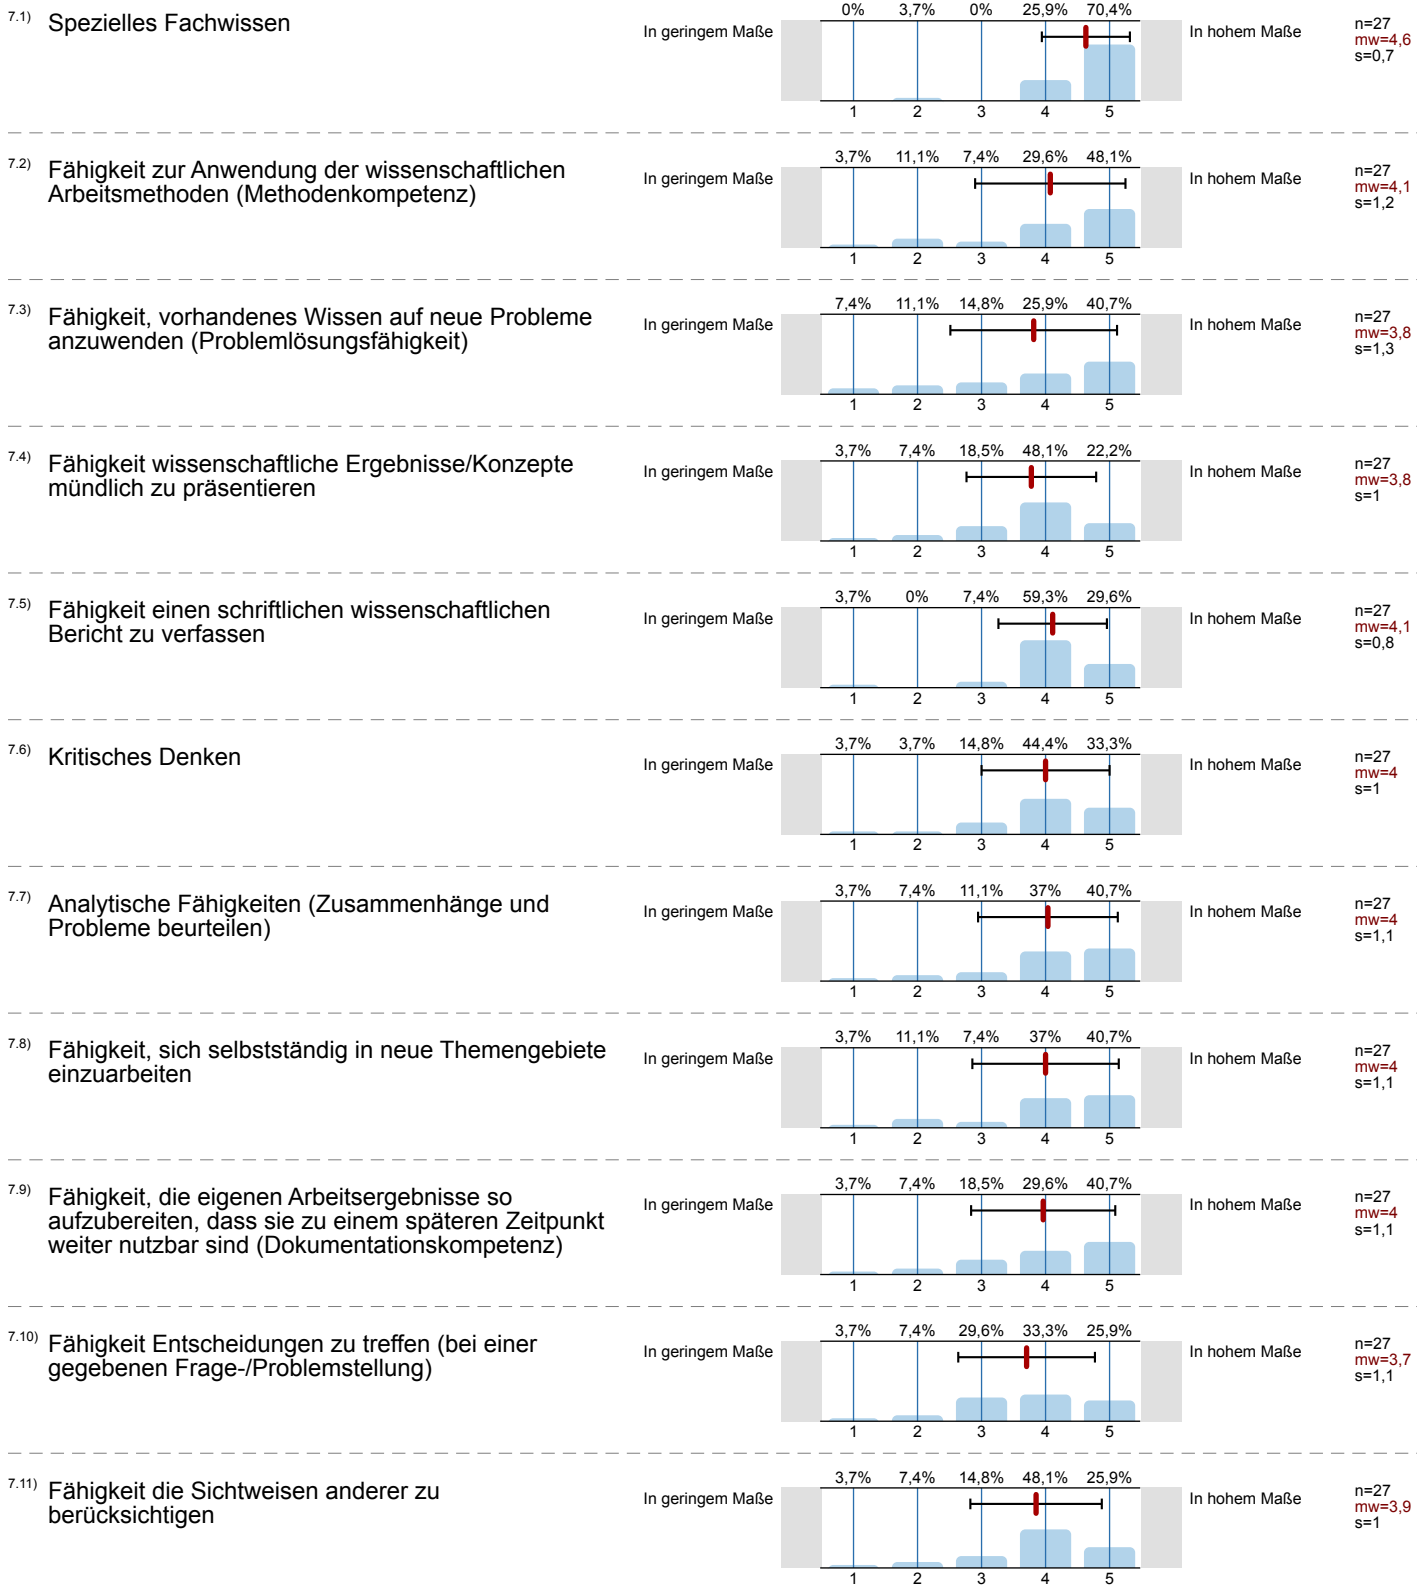 7.1) Spezielles Fachwissen
In geringem Maße
0% 3,7% 0% 25,9% 70,4%
1 2 3 4 5
In hohem Maße
n=27
mw=4,6
s=0,7
7.2) Fähigkeit zur Anwendung der wissenschaftlichen
Arbeitsmethoden (Methodenkompetenz)
In geringem Maße
3,7% 11,1% 7,4% 29,6% 48,1%
1 2 3 4 5
In hohem Maße
n=27
mw=4,1
s=1,2
7.3) Fähigkeit, vorhandenes Wissen auf neue Probleme
anzuwenden (Problemlösungsfähigkeit)
In geringem Maße
7,4% 11,1% 14,8% 25,9% 40,7%
1 2 3 4 5
In hohem Maße
n=27
mw=3,8
s=1,3
7.4) Fähigkeit wissenschaftliche Ergebnisse/Konzepte
mündlich zu präsentieren
In geringem Maße
3,7% 7,4% 18,5% 48,1% 22,2%
1 2 3 4 5
In hohem Maße
n=27
mw=3,8
s=1
7.5) Fähigkeit einen schriftlichen wissenschaftlichen
Bericht zu verfassen
In geringem Maße
3,7% 0% 7,4% 59,3% 29,6%
1 2 3 4 5
In hohem Maße
n=27
mw=4,1
s=0,8
7.6) Kritisches Denken
In geringem Maße
3,7% 3,7% 14,8% 44,4% 33,3%
1 2 3 4 5
In hohem Maße
n=27
mw=4
s=1
7.7) Analytische Fähigkeiten (Zusammenhänge und
Probleme beurteilen)
In geringem Maße
3,7% 7,4% 11,1% 37% 40,7%
1 2 3 4 5
In hohem Maße
n=27
mw=4
s=1,1
7.8) Fähigkeit, sich selbstständig in neue Themengebiete
einzuarbeiten
In geringem Maße
3,7% 11,1% 7,4% 37% 40,7%
1 2 3 4 5
In hohem Maße
n=27
mw=4
s=1,1
7.9) Fähigkeit, die eigenen Arbeitsergebnisse so
aufzubereiten, dass sie zu einem späteren Zeitpunkt
weiter nutzbar sind (Dokumentationskompetenz)
In geringem Maße
3,7% 7,4% 18,5% 29,6% 40,7%
1 2 3 4 5
In hohem Maße
n=27
mw=4
s=1,1
7.10) Fähigkeit Entscheidungen zu treffen (bei einer
gegebenen Frage-/Problemstellung)
In geringem Maße
3,7% 7,4% 29,6% 33,3% 25,9%
1 2 3 4 5
In hohem Maße
n=27
mw=3,7
s=1,1
7.11) Fähigkeit die Sichtweisen anderer zu
berücksichtigen
In geringem Maße
3,7% 7,4% 14,8% 48,1% 25,9%
1 2 3 4 5
In hohem Maße
n=27
mw=3,9
s=1